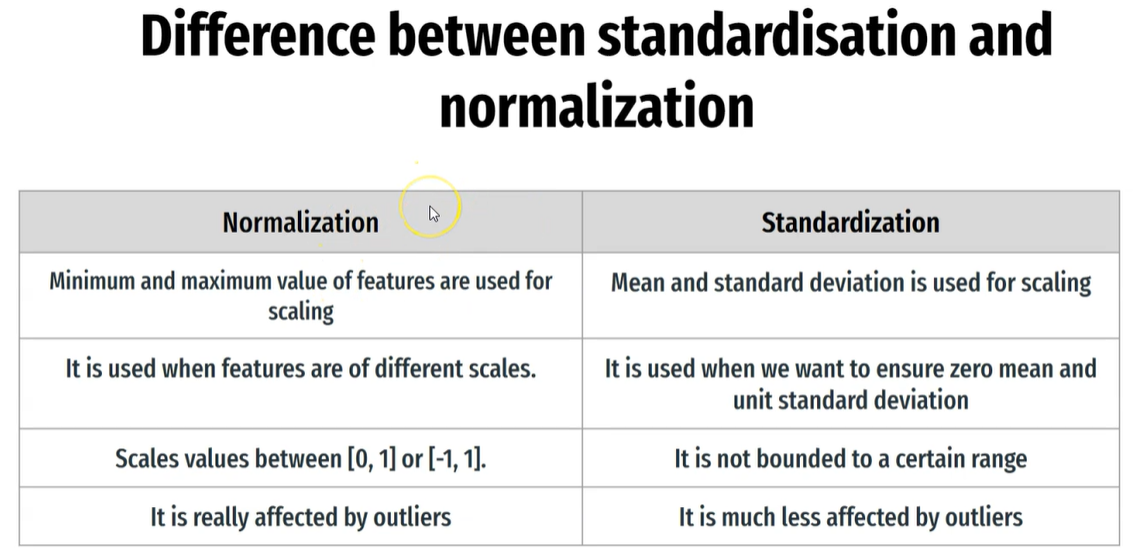 Difference between standardisation and
normalization
Normalization
Standardization
Minimum and maximum value of features are used for
scaling
Mean and standard deviation is used for scaling
It is used when features are of different scales.
It is used when we want to ensure zero mean and
unit standard deviation
Scales values between [0, 1] or [-1, 1].
It is not bounded to a certain range
It is really affected by outliers
It is much less affected by outliers